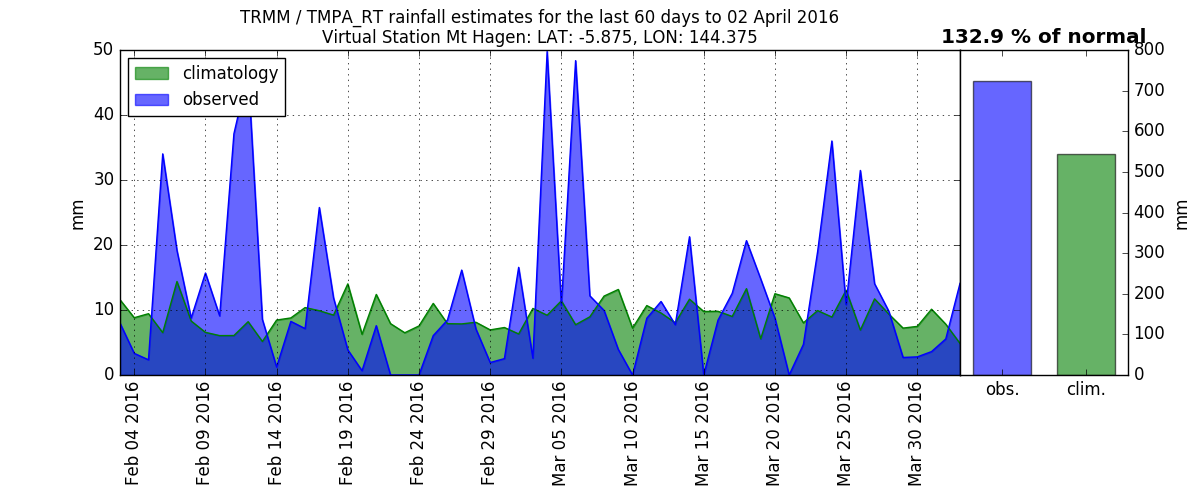 TRMM / TMPA_RT rainfall estimates for the last 60 days to 02 April 2016
Virtual Station Mt Hagen: LAT: -5.875, LON: 144.375
132.9 % of normal
climatology
observed
50
40
30
20
10
0
mm
Feb 04 2016
Feb 09 2016
Feb 14 2016
Feb 19 2016
Feb 24 2016
Feb 29 2016
Mar 05 2016
Mar 10 2016
Mar 15 2016
Mar 20 2016
Mar 25 2016
Mar 30 2016
obs.
clim.
800
700
600
500
400
300
200
100
0
mm